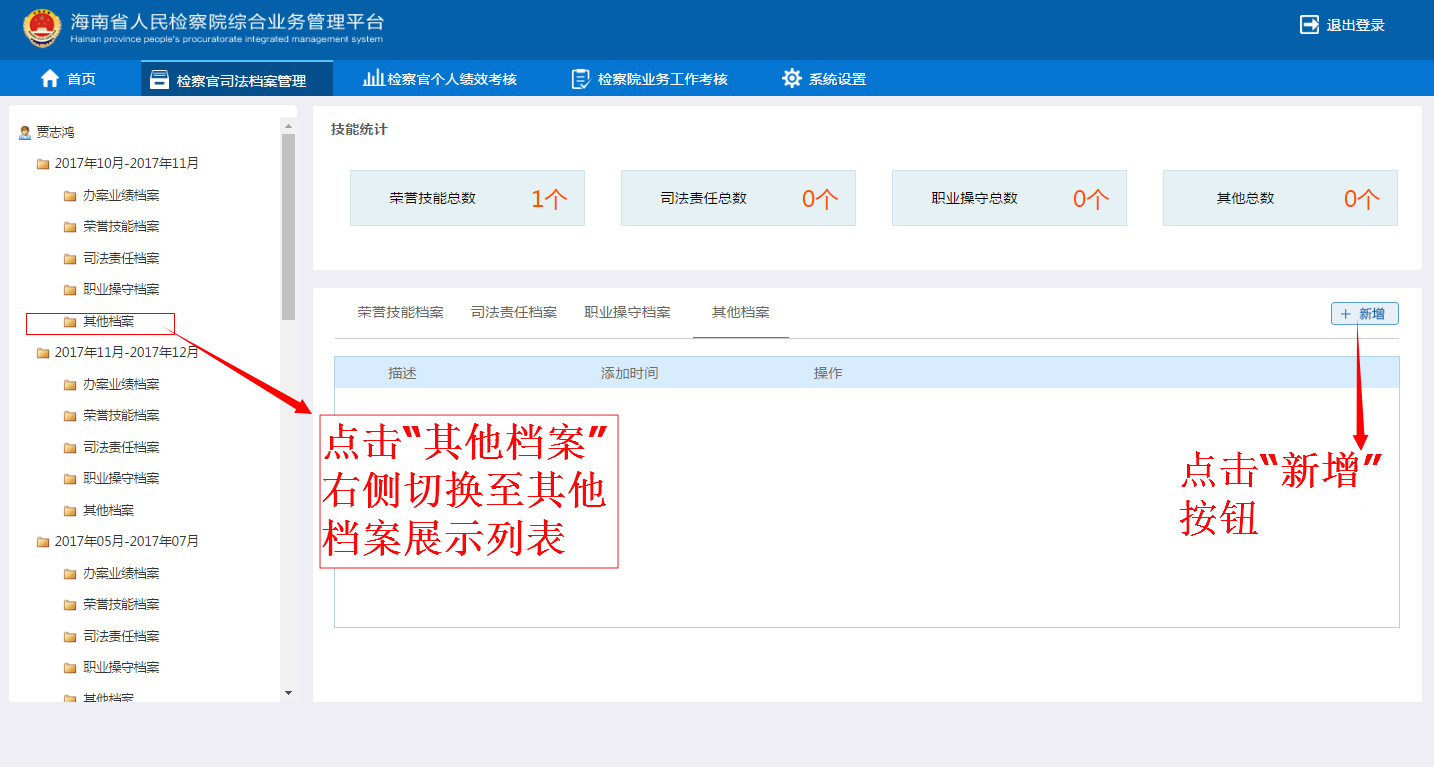 海南省人民检察院综合业务管理平台
Hainan province people's procuratorate integrated management system
退出登录
首页
检察官司法档案管理
检察官个人绩效考核
检察院业务工作考核
系统设置
贾志鸿
2017年10月-2017年11月
办案业绩档案
荣誉技能档案
司法责任档案
职业操守档案
其他档案
2017年11月-2017年12月
办案业绩档案
荣誉技能档案
司法责任档案
职业操守档案
其他档案
2017年05月-2017年07月
办案业绩档案
荣誉技能档案
司法责任档案
职业操守档案
其他档案
技能统计
荣誉技能总数 1个
司法责任总数 0个
职业操守总数 0个
其他总数 0个
荣誉技能档案 司法责任档案 职业操守档案 其他档案
+ 新增
描述 添加时间 操作
点击“其他档案”
右侧切换至其他
档案展示列表
点击“新增”
按钮